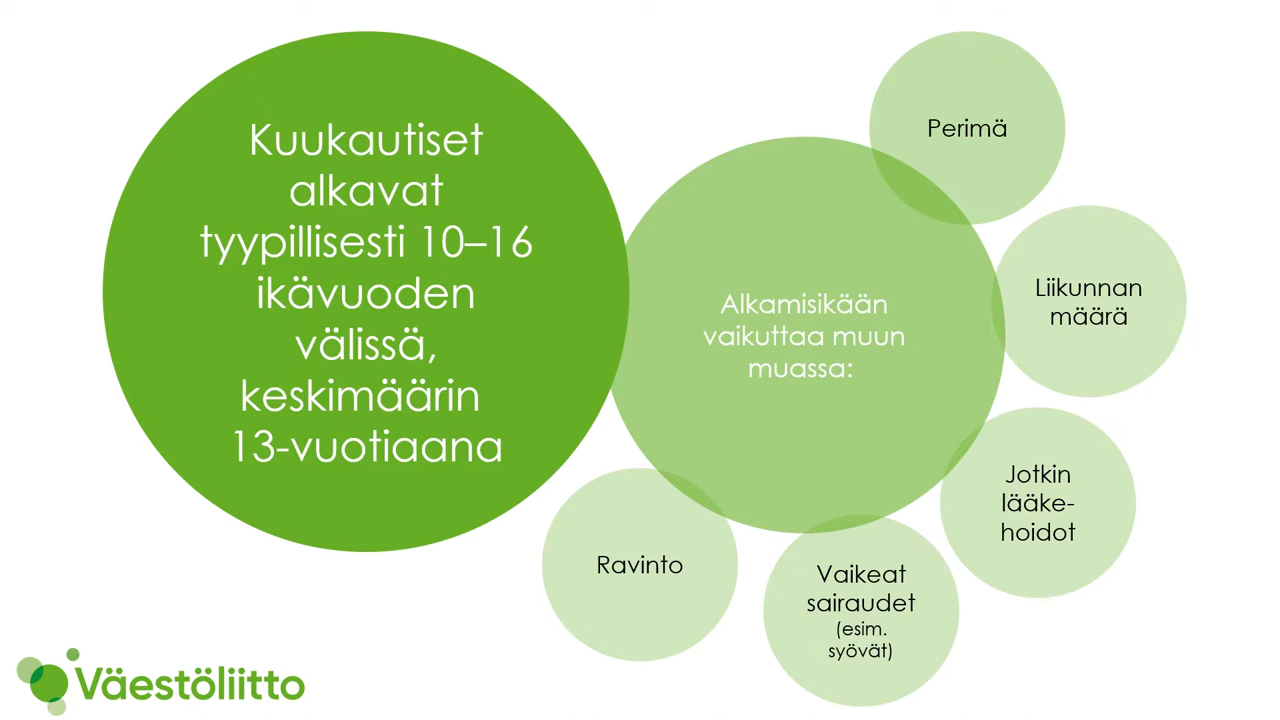 Kuukautiset
alkavat
tyypillisesti 10–16
ikävuoden
välissä,
keskimäärin
13-vuotiaana
Alkamisikään
vaikuttaa muun
muassa:
Perimä
Liikunnan
määrä
Jotkin
lääke-
hoidot
Vaikeat
sairaudet
(esim.
syövät)
Ravinto
Väestöliitto